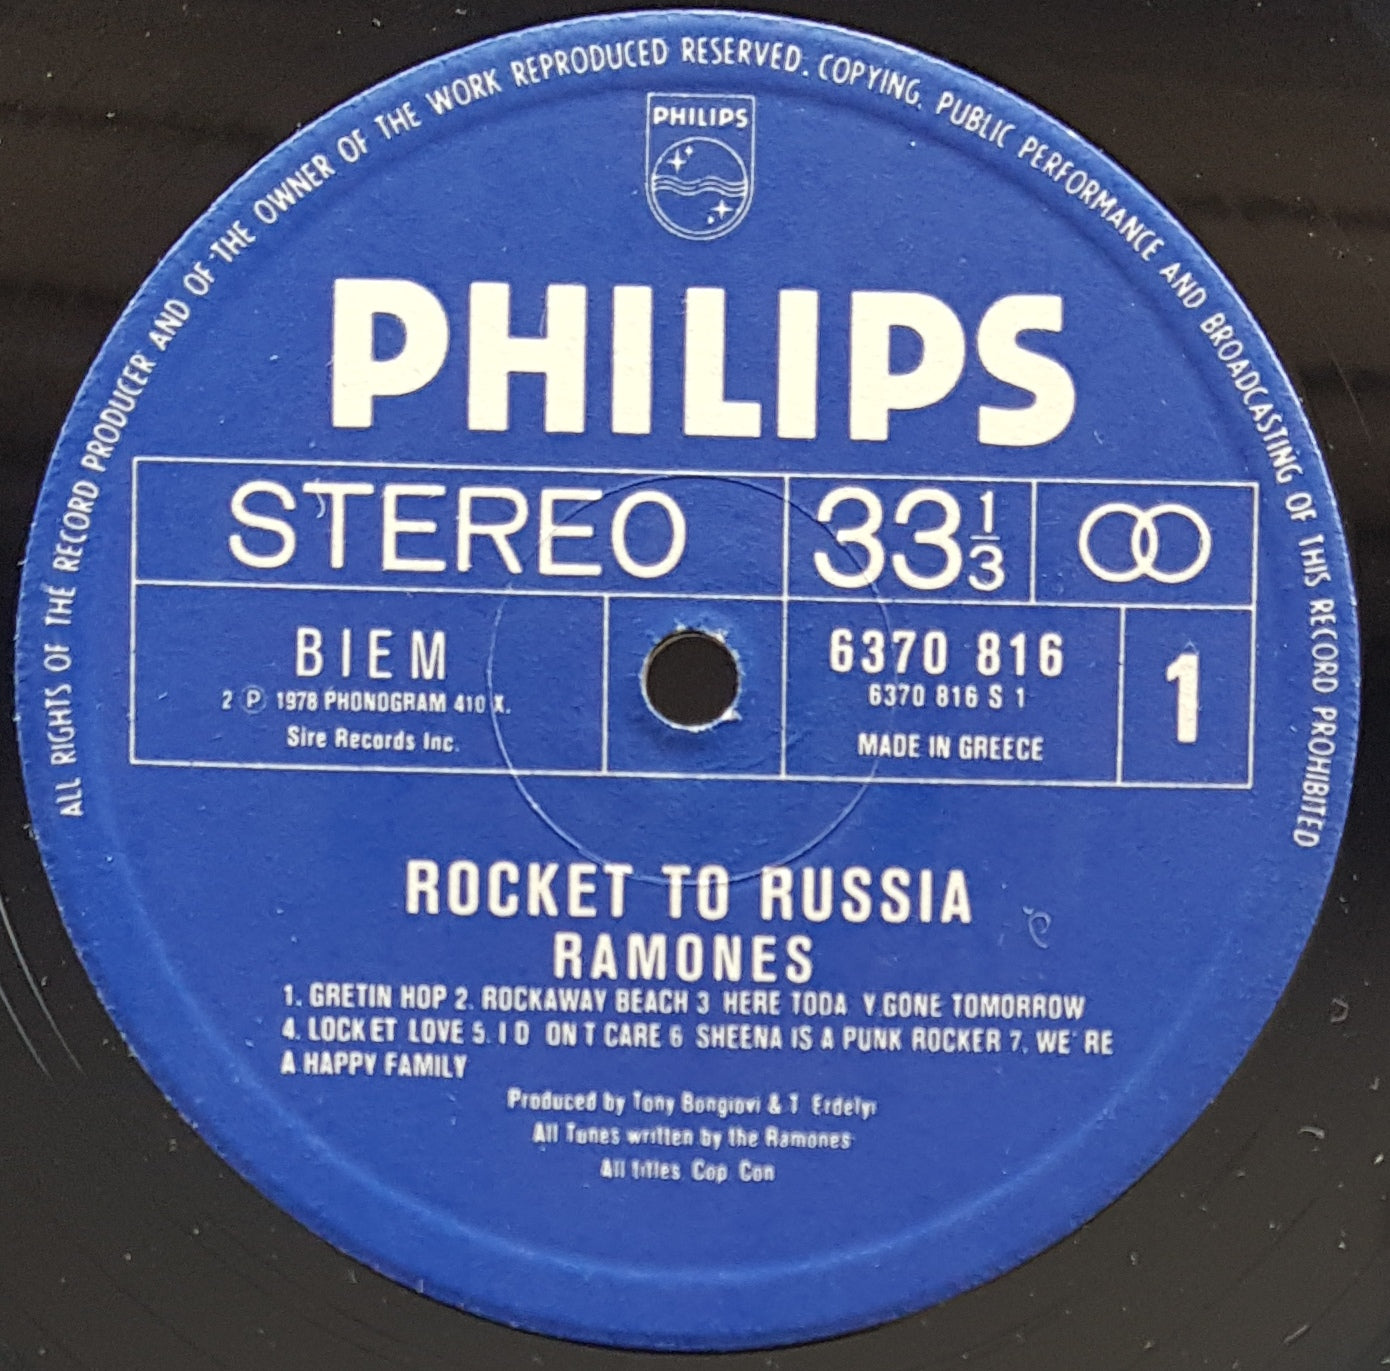 ALL RIGHTS OF THE RECORD PRODUCER AND OF THE OWNER OF THE WORK REPRODUCED RESERVED. COPYING. PUBLIC PERFORMANCE AND BROADCASTING OF THIS RECORD PROHIBITED
PHILIPS
PHILIPS
STEREO 33 1/3
BIEM 6370 816 1
2 Ⓟ 1978 PHONOGRAM 410 X. 6370 816 S 1
Sire Records Inc. MADE IN GREECE
ROCKET TO RUSSIA
RAMONES
1. GRETIN HOP 2. ROCKAWAY BEACH 3 HERE TODA Y GONE TOMORROW
4. LOCK ET LOVE 5. I D ON T CARE 6 SHEENA IS A PUNK ROCKER 7. WE' RE
A HAPPY FAMILY
Produced by Tony Bongiovi & T Erdelyi
All Tunes written by the Ramones
All titles Cop Con